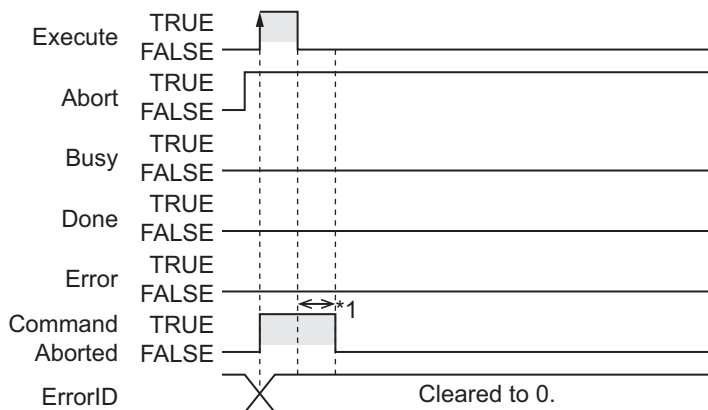 Execute TRUE
FALSE
Abort TRUE
FALSE
Busy TRUE
FALSE
Done TRUE
FALSE
Error TRUE
FALSE
*1
Command TRUE
Aborted FALSE
ErrorID Cleared to 0.